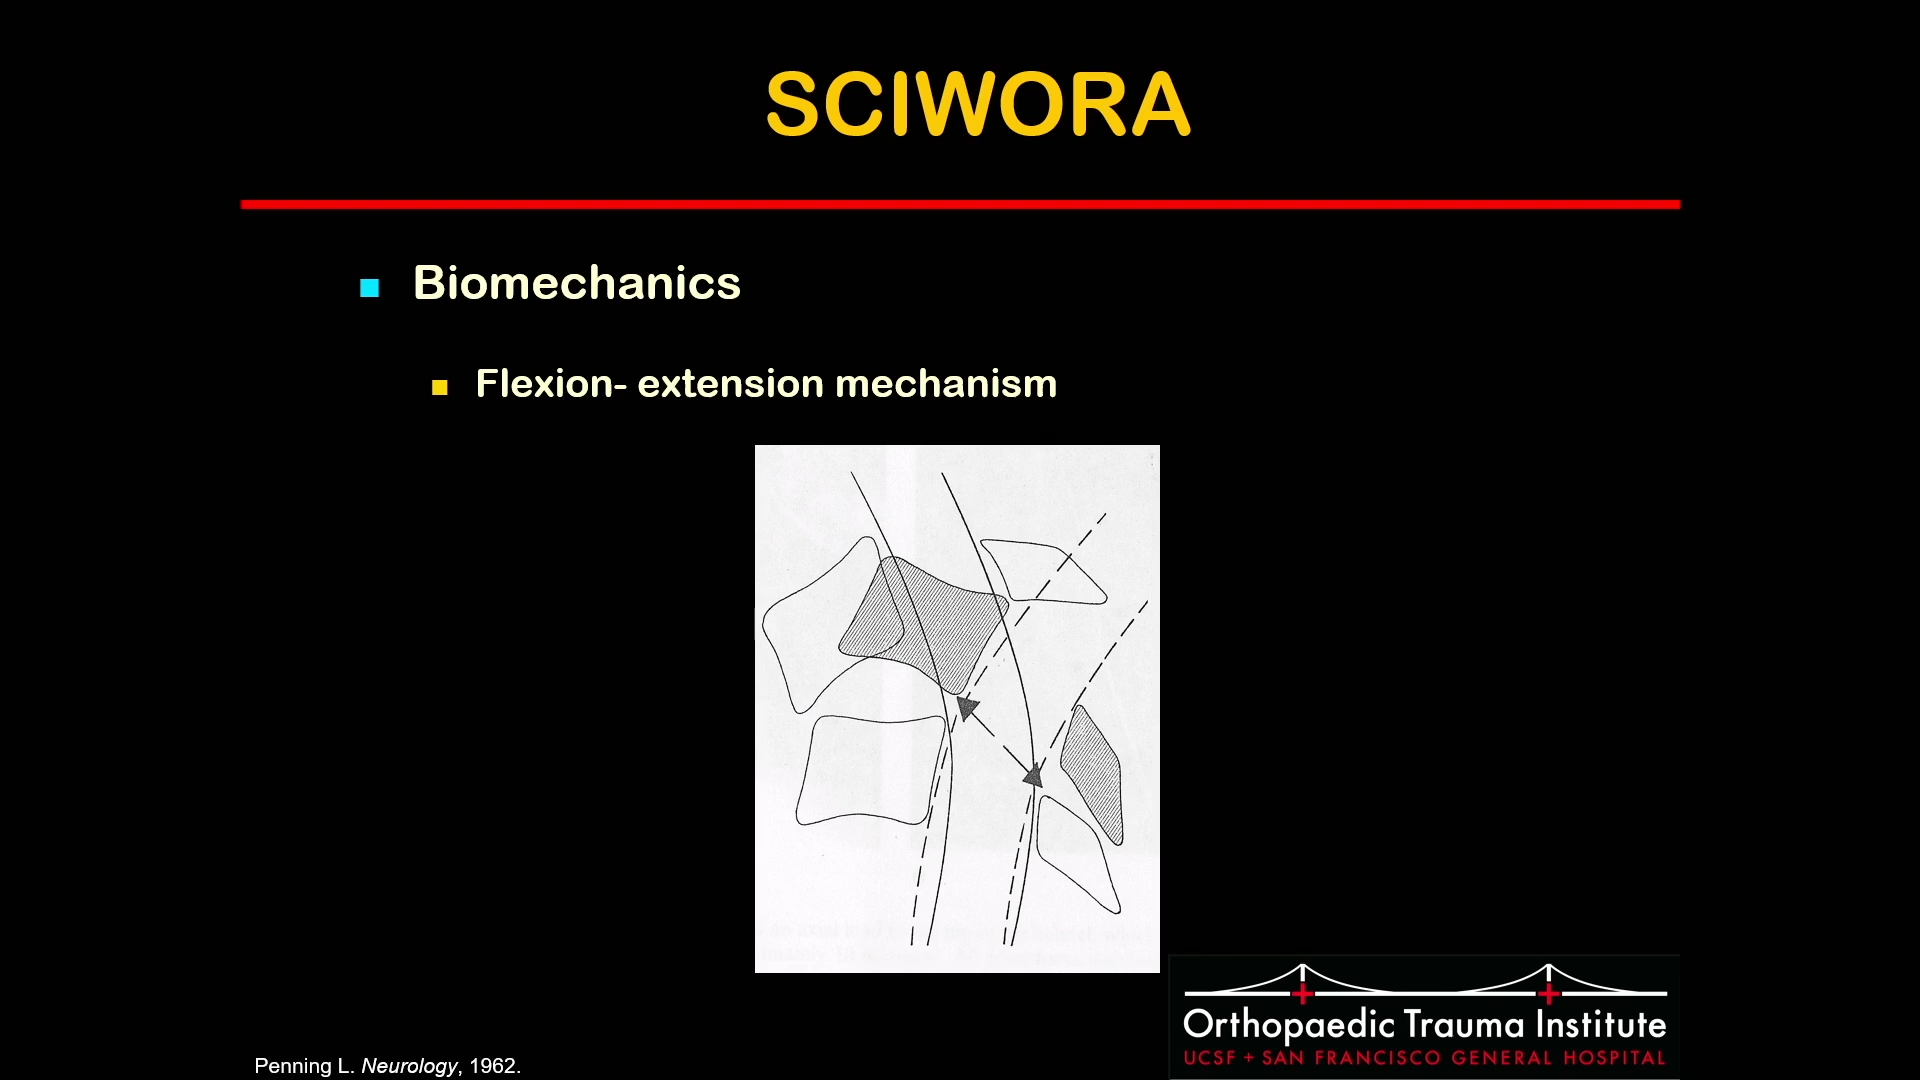 SCIWORA
Biomechanics
Flexion- extension mechanism
Orthopaedic Trauma Institute
UCSF + SAN FRANCISCO GENERAL HOSPITAL
Penning L. Neurology, 1962.